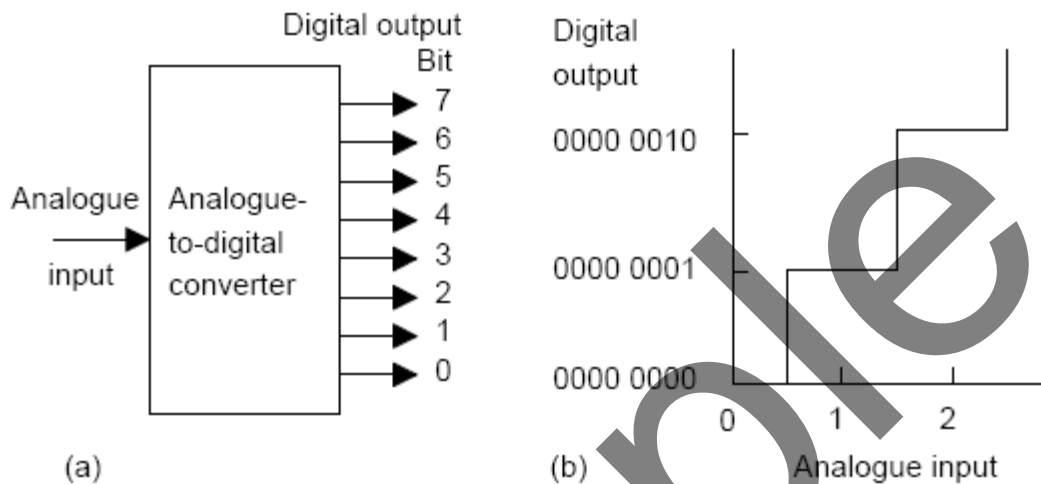 Digital output
Bit
7
6
5
4
3
2
1
0
Analogue
input
Analogue-
to-digital
converter
(a)
Digital
output
0000 0010
0000 0001
0000 0000
0 1 2
(b) Analogue input
ple